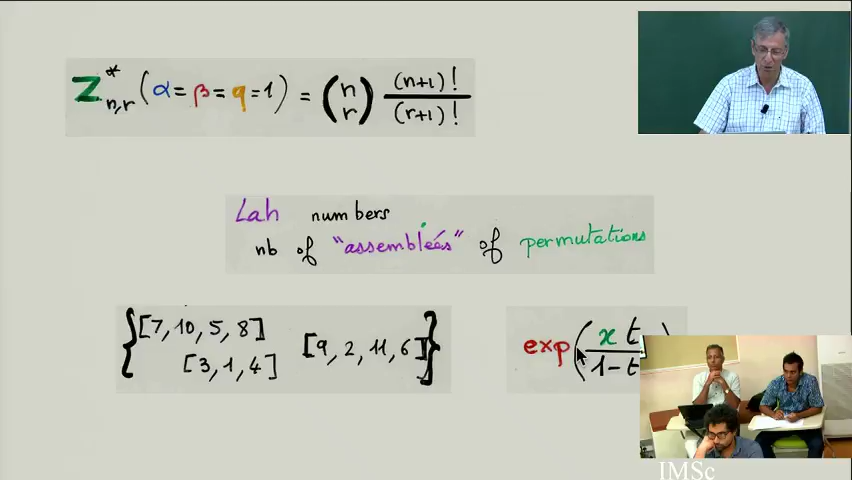 Z*n,r (α = β = q = 1) = (n r) (n+1)! / (r+1)!
Lah numbers
nb of "assemblées" of permutations
{[7, 10, 5, 8] [3, 1, 4] [9, 2, 11, 6]}
exp(x t / 1-t)
IMSc